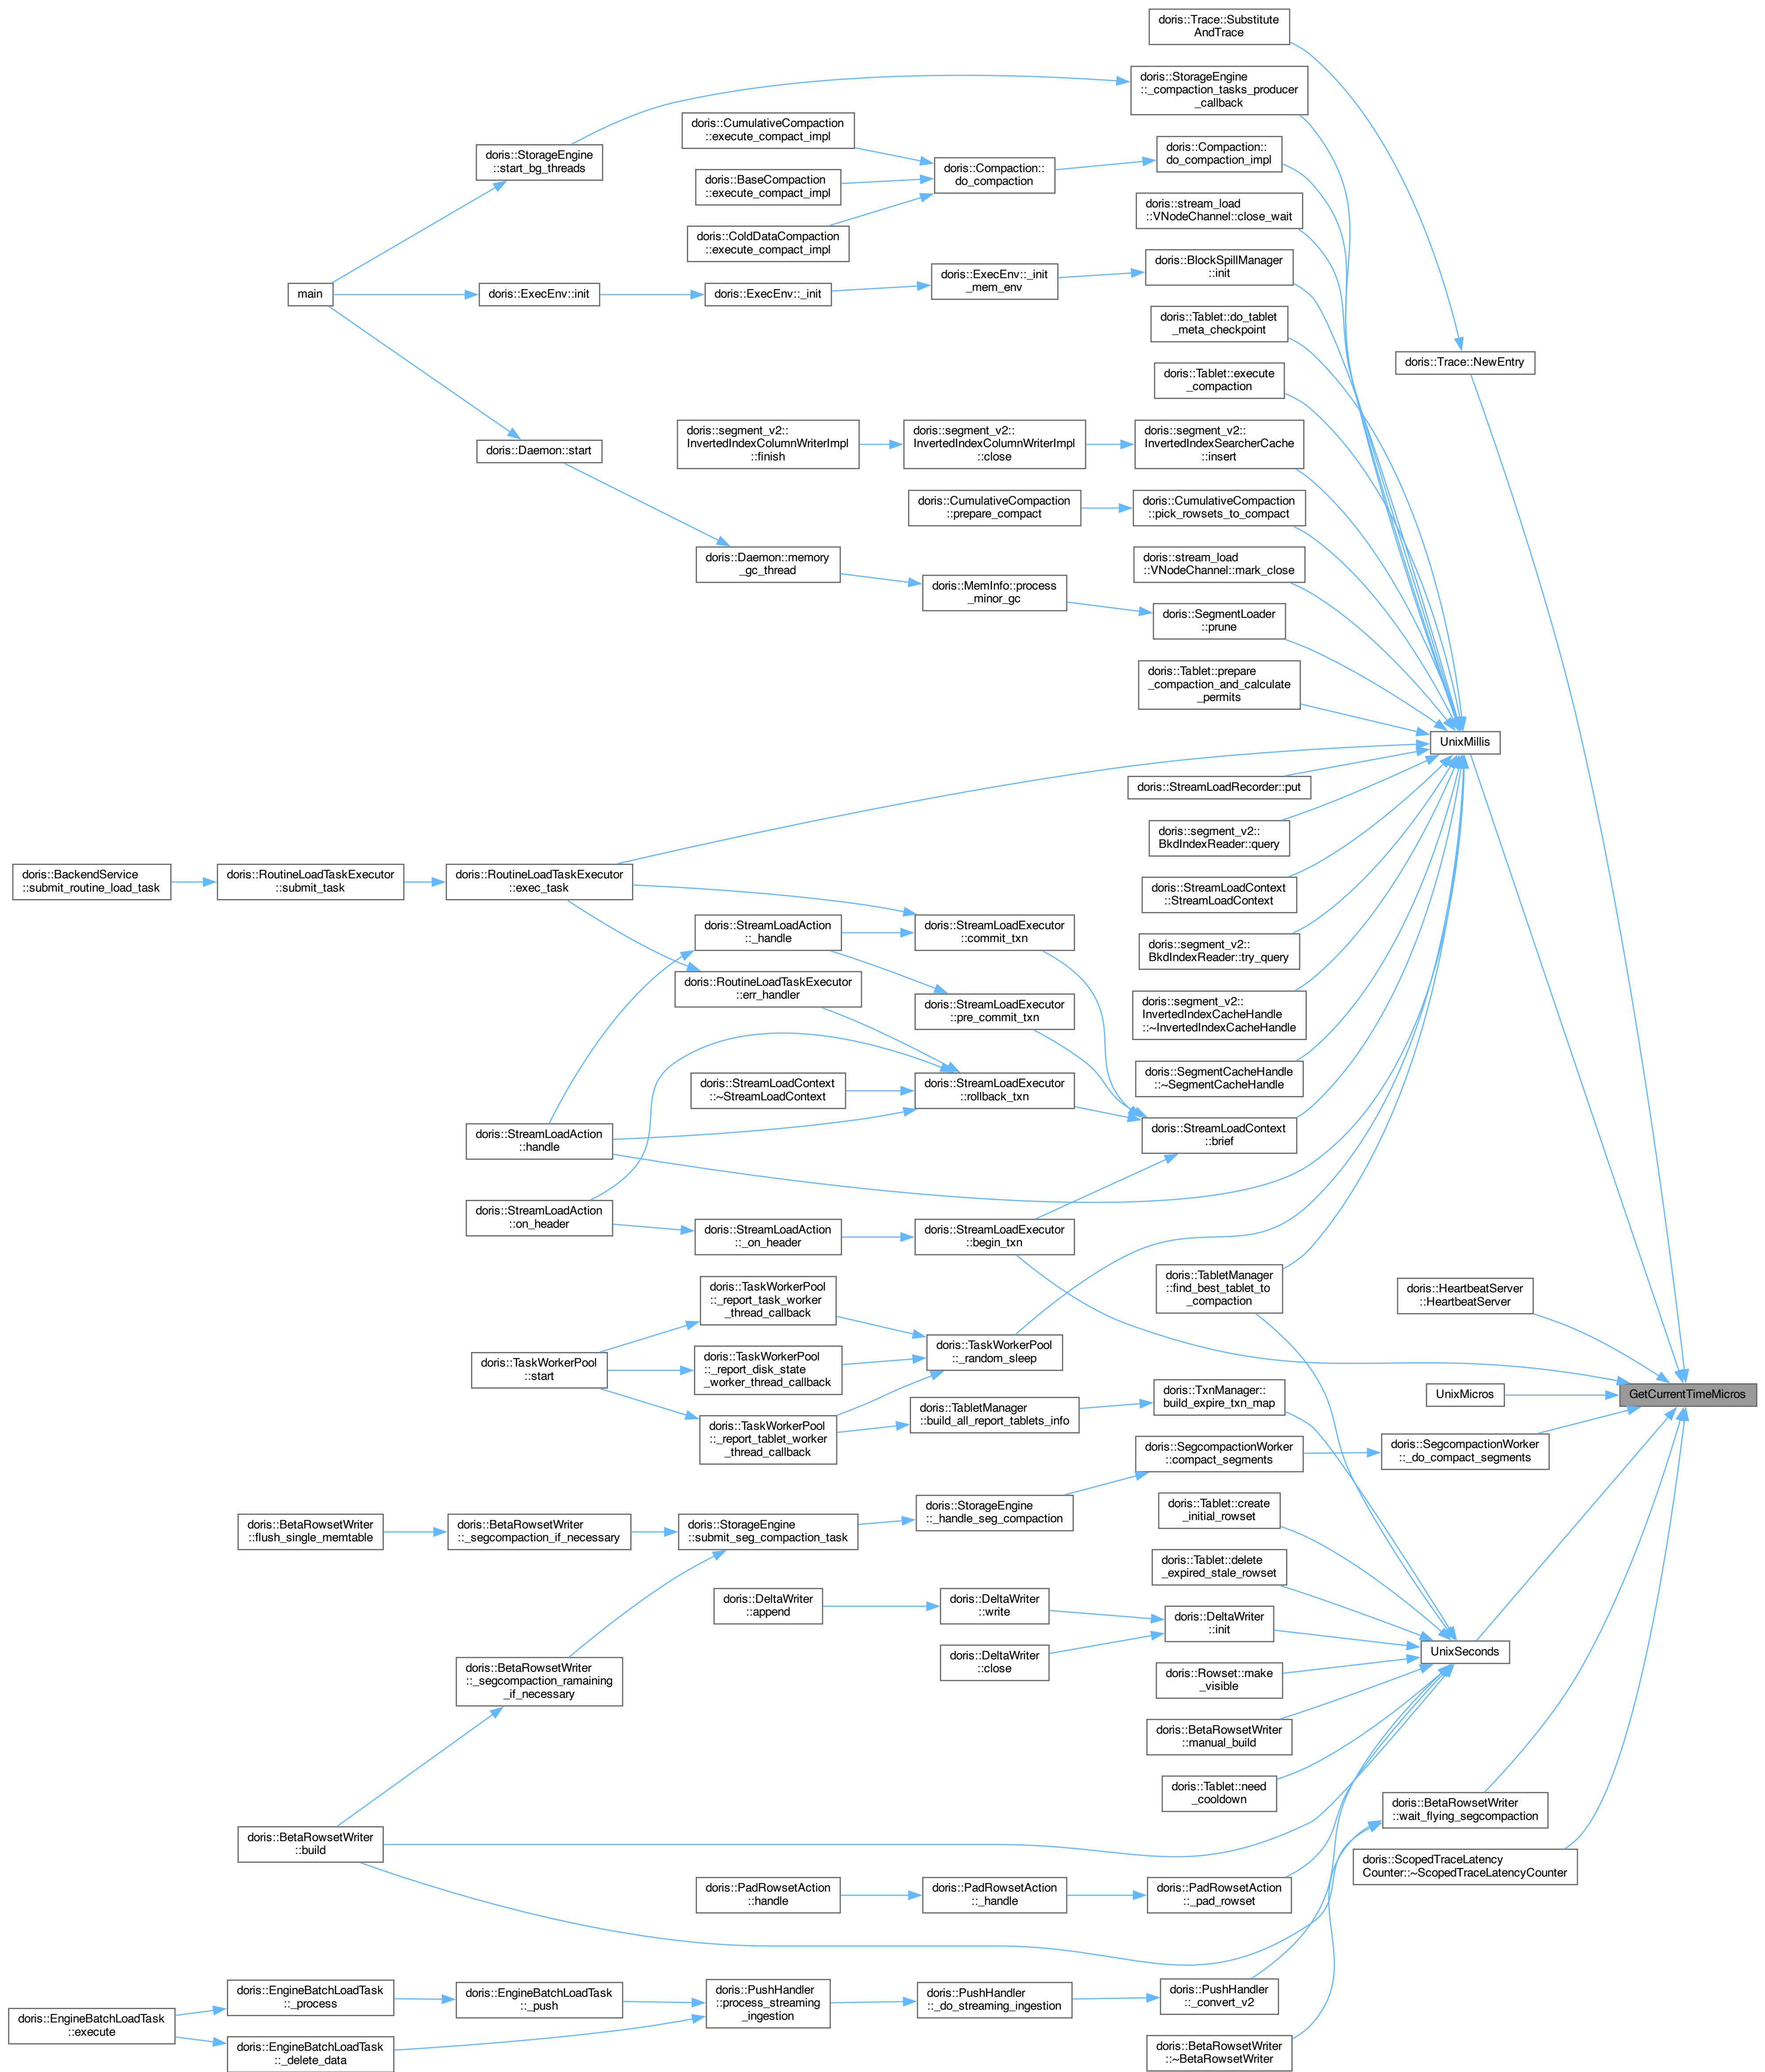 doris::Trace::Substitute
AndTrace
doris::StorageEngine
::_compaction_tasks_producer
_callback
doris::CumulativeCompaction
::execute_compact_impl
doris::Compaction::
do_compaction_impl
doris::StorageEngine
::start_bg_threads
doris::Compaction::
do_compaction
doris::BaseCompaction
::execute_compact_impl
doris::stream_load
::VNodeChannel::close_wait
doris::ColdDataCompaction
::execute_compact_impl
doris::BlockSpillManager
::init
doris::ExecEnv::_init
_mem_env
main
doris::ExecEnv::init
doris::ExecEnv::_init
doris::Tablet::do_tablet
_meta_checkpoint
doris::Trace::NewEntry
doris::Tablet::execute
_compaction
doris::segment_v2::
InvertedIndexColumnWriterImpl
::finish
doris::segment_v2::
InvertedIndexColumnWriterImpl
::close
doris::segment_v2::
InvertedIndexSearcherCache
::insert
doris::Daemon::start
doris::CumulativeCompaction
::prepare_compact
doris::CumulativeCompaction
::pick_rowsets_to_compact
doris::Daemon::memory
_gc_thread
doris::stream_load
::VNodeChannel::mark_close
doris::MemInfo::process
_minor_gc
doris::SegmentLoader
::prune
doris::Tablet::prepare
_compaction_and_calculate
_permits
UnixMillis
doris::StreamLoadRecorder::put
doris::segment_v2::
BkdIndexReader::query
doris::BackendService
::submit_routine_load_task
doris::RoutineLoadTaskExecutor
::submit_task
doris::RoutineLoadTaskExecutor
::exec_task
doris::StreamLoadContext
::StreamLoadContext
doris::StreamLoadAction
::_handle
doris::StreamLoadExecutor
::commit_txn
doris::segment_v2::
BkdIndexReader::try_query
doris::RoutineLoadTaskExecutor
::err_handler
doris::StreamLoadExecutor
::pre_commit_txn
doris::segment_v2::
InvertedIndexCacheHandle
::~InvertedIndexCacheHandle
doris::StreamLoadContext
::~StreamLoadContext
doris::StreamLoadExecutor
::rollback_txn
doris::SegmentCacheHandle
::~SegmentCacheHandle
doris::StreamLoadAction
::handle
doris::StreamLoadContext
::brief
doris::StreamLoadAction
::on_header
doris::StreamLoadAction
::_on_header
doris::StreamLoadExecutor
::begin_txn
doris::TabletManager
::find_best_tablet_to
_compaction
doris::HeartbeatServer
::HeartbeatServer
doris::TaskWorkerPool
::_report_task_worker
_thread_callback
doris::TaskWorkerPool
::_random_sleep
doris::TaskWorkerPool
::start
doris::TaskWorkerPool
::_report_disk_state
_worker_thread_callback
doris::TxnManager::
build_expire_txn_map
UnixMicros
GetCurrentTimeMicros
doris::TabletManager
::build_all_report_tablets_info
doris::TaskWorkerPool
::_report_tablet_worker
_thread_callback
doris::SegcompactionWorker
::compact_segments
doris::SegcompactionWorker
::_do_compact_segments
doris::BetaRowsetWriter
::flush_single_memtable
doris::BetaRowsetWriter
::_segcompaction_if_necessary
doris::StorageEngine
::submit_seg_compaction_task
doris::StorageEngine
::_handle_seg_compaction
doris::Tablet::create
_initial_rowset
doris::Tablet::delete
_expired_stale_rowset
doris::DeltaWriter
::append
doris::DeltaWriter
::write
doris::DeltaWriter
::init
UnixSeconds
doris::DeltaWriter
::close
doris::BetaRowsetWriter
::_segcompaction_ramaining
_if_necessary
doris::Rowset::make
_visible
doris::BetaRowsetWriter
::manual_build
doris::Tablet::need
_cooldown
doris::BetaRowsetWriter
::wait_flying_segcompaction
doris::BetaRowsetWriter
::build
doris::ScopedTraceLatency
Counter::~ScopedTraceLatencyCounter
doris::PadRowsetAction
::handle
doris::PadRowsetAction
::_handle
doris::PadRowsetAction
::_pad_rowset
doris::EngineBatchLoadTask
::_process
doris::EngineBatchLoadTask
::_push
doris::PushHandler
::process_streaming
_ingestion
doris::PushHandler
::_do_streaming_ingestion
doris::PushHandler
::_convert_v2
doris::EngineBatchLoadTask
::execute
doris::EngineBatchLoadTask
::_delete_data
doris::BetaRowsetWriter
::~BetaRowsetWriter